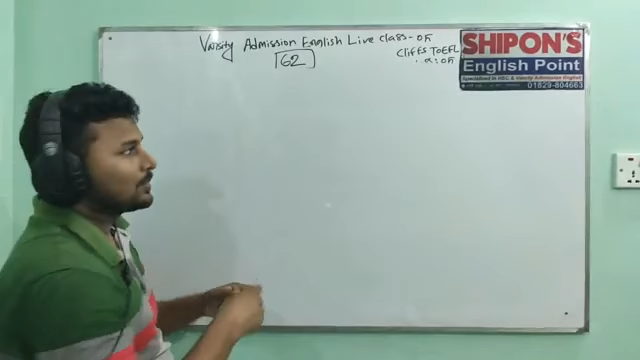 Varsity Admission English Live class-05
62
Cliffs TOEFL
SHIPON'S
English Point
Specialized in HSC & Varsity Admission English
01829-804663